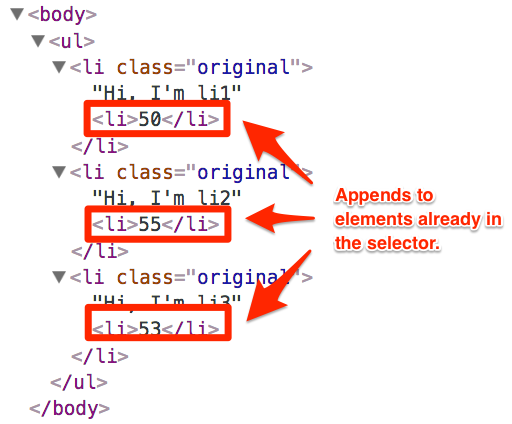 ▼<body>
▼<ul>
▼<li class="original">
"Hi, I'm li1"
<li>50</li>
</li>
▼<li class="original">
"Hi, I'm li2"
<li>55</li>
</li>
▼<li class="original">
"Hi, I'm li3"
<li>53</li>
</li>
</ul>
</body>
Appends to
elements already in
the selector.